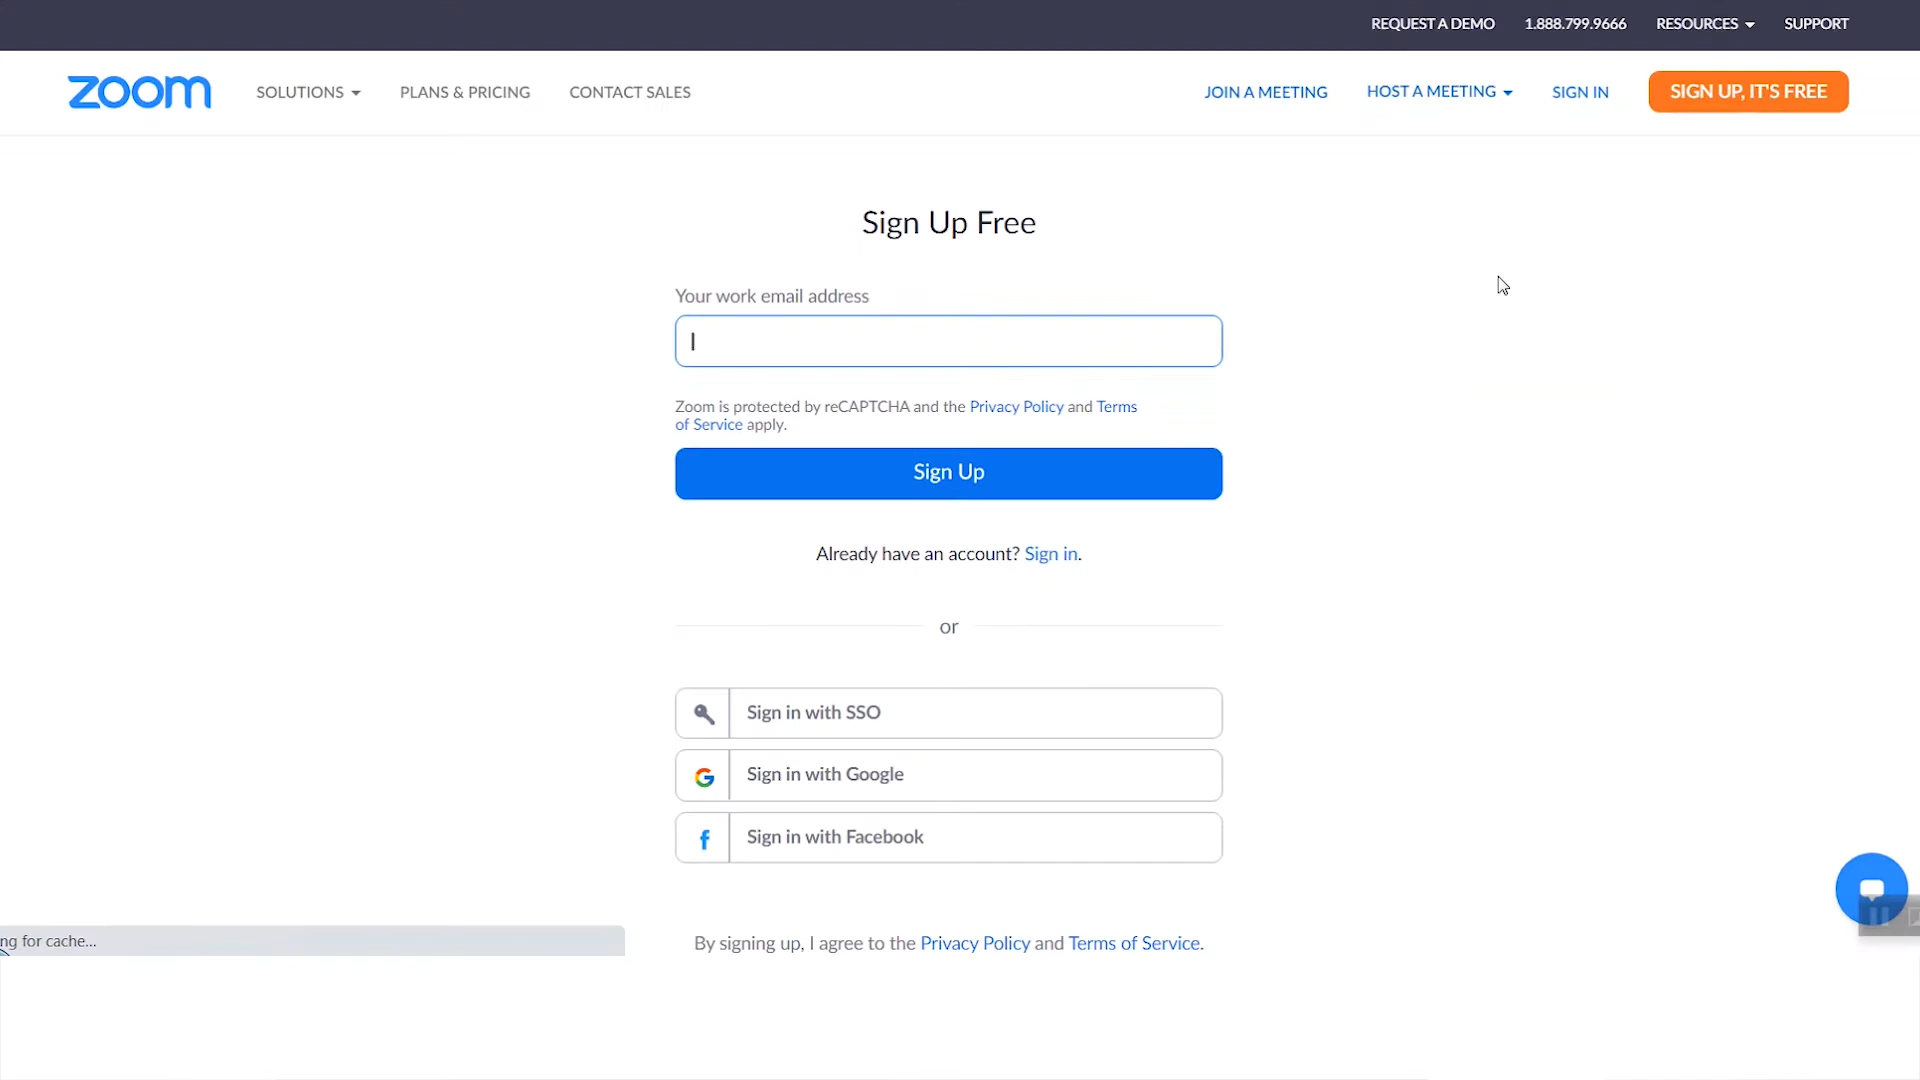 REQUEST A DEMO 1.888.799.9666 RESOURCES SUPPORT
zoom SOLUTIONS PLANS & PRICING CONTACT SALES JOIN A MEETING HOST A MEETING SIGN IN SIGN UP, IT'S FREE
Sign Up Free
Your work email address
Zoom is protected by reCAPTCHA and the Privacy Policy and Terms
of Service apply.
Sign Up
Already have an account? Sign in.
or
Sign in with SSO
G Sign in with Google
f Sign in with Facebook
ng for cache...
By signing up, I agree to the Privacy Policy and Terms of Service.